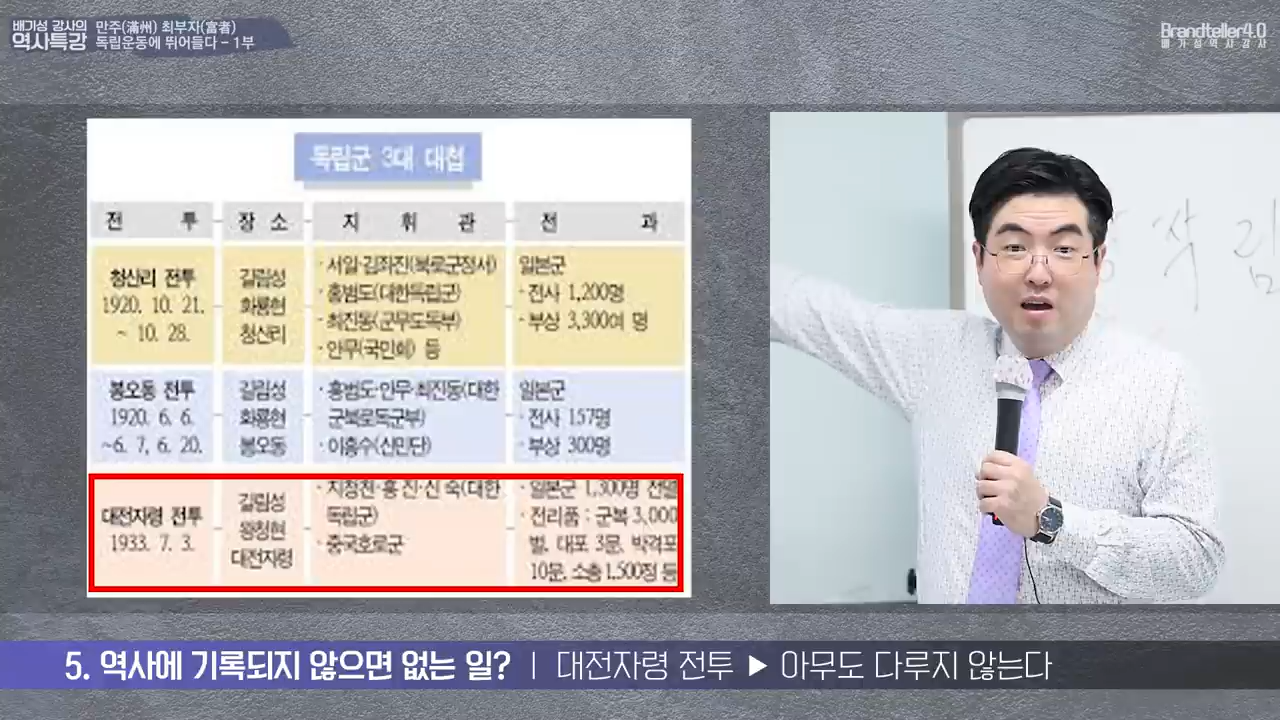 배기성 강사의
역사특강
만주(滿州) 최부자(富者)
독립운동에 뛰어들다 - 1부
Brandteller4.0
배기성역사강사
독립군 3대 대첩
전 투 장 소 지 휘 관 전 과
청산리 전투
1920. 10. 21.
~ 10. 28.
길림성
화룡현
청산리
· 서일·김좌진(북로군정서)
· 홍범도(대한독립군)
· 최진동(군무도독부)
· 안무(국민회) 등
일본군
· 전사 1,200명
· 부상 3,300여 명
봉오동 전투
1920. 6. 6.
~6. 7, 6. 20.
길림성
화룡현
봉오동
· 홍범도·안무·최진동(대한
군북로독군부)
· 이흥수(신민단)
일본군
· 전사 157명
· 부상 300명
대전자령 전투
1933. 7. 3.
길림성
왕청현
대전자령
· 지청천·홍 진·신 숙(대한
독립군)
· 중국호로군
· 일본군 1,300명 전멸
· 전리품 : 군복 3,000
벌, 대포 3문, 박격포
10문, 소총 1,500정 등
작 림
5. 역사에 기록되지 않으면 없는 일? | 대전자령 전투 ▶ 아무도 다루지 않는다